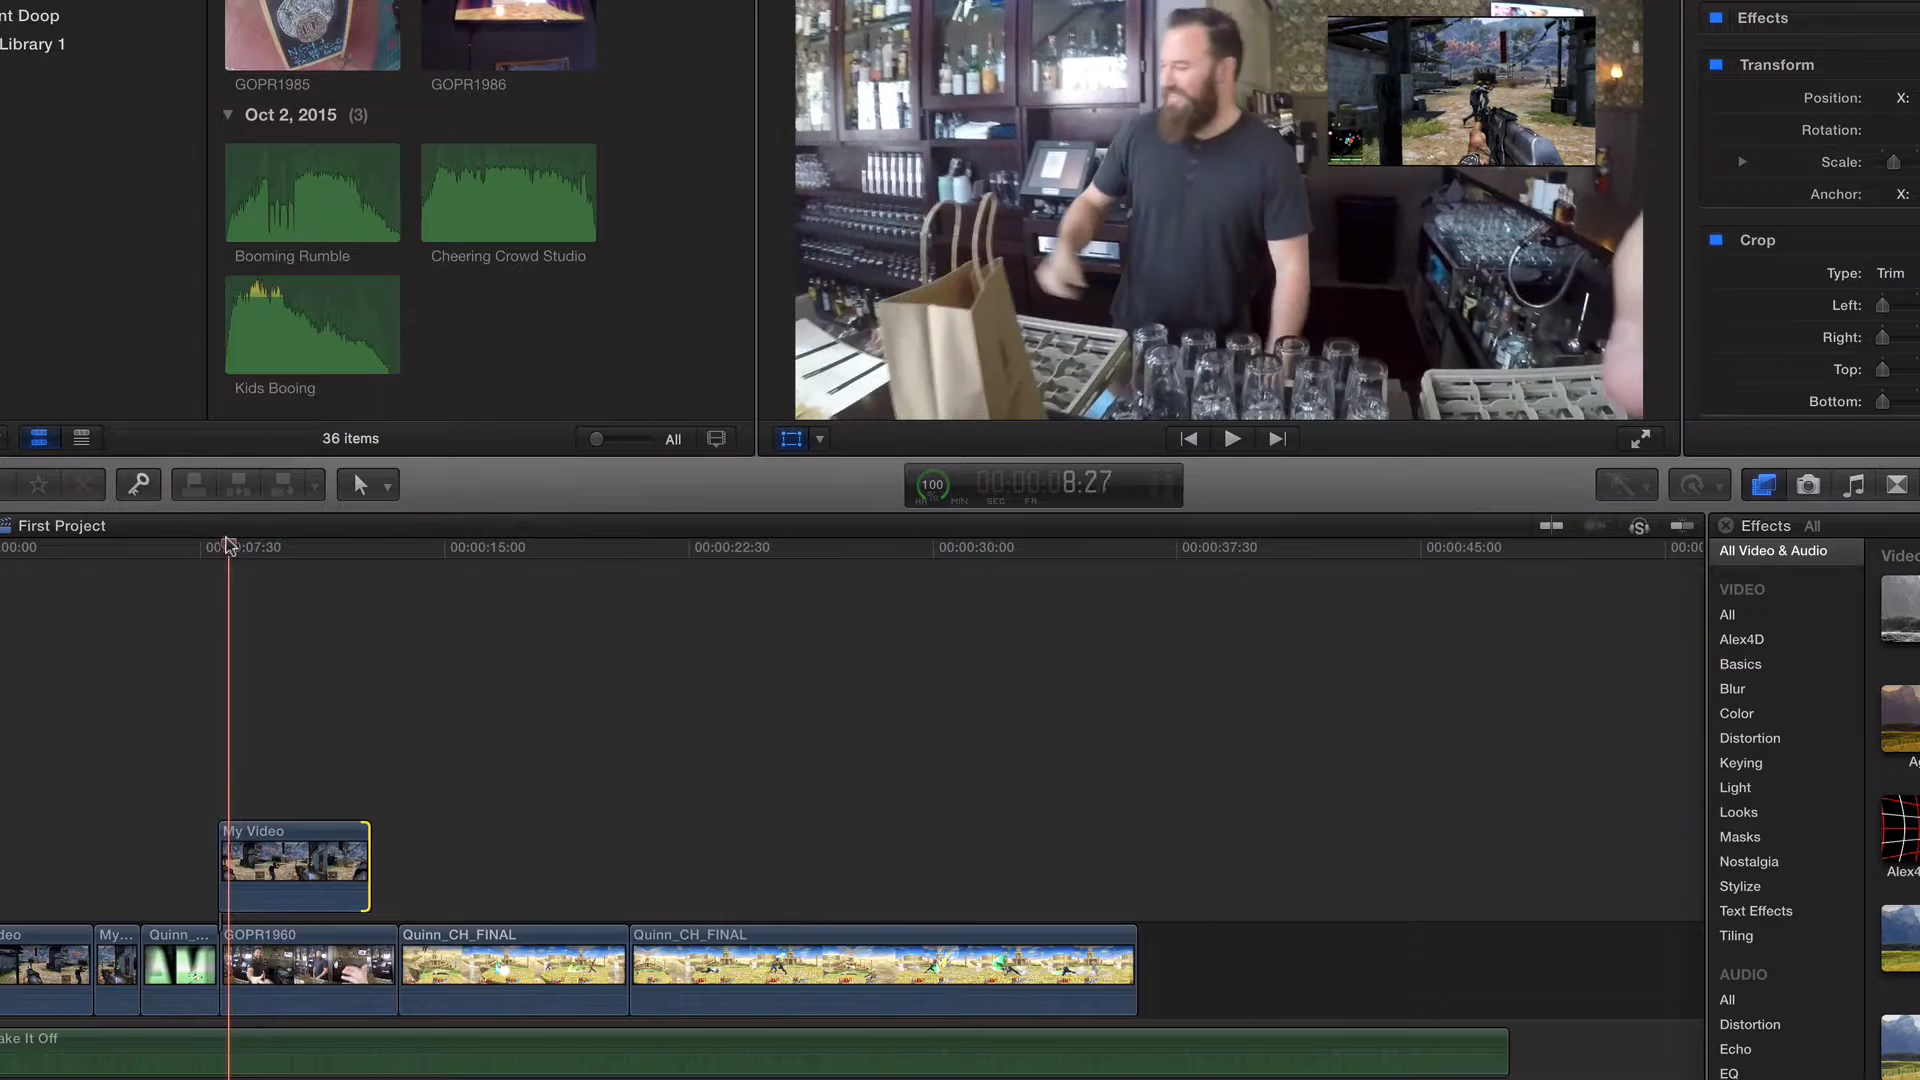 nt Doop
Library 1
GOPR1985
GOPR1986
Oct 2, 2015 (3)
Booming Rumble
Cheering Crowd Studio
Kids Booing
36 items
All
Effects
Transform
Position: X:
Rotation:
Scale:
Anchor: X:
Crop
Type: Trim
Left:
Right:
Top:
Bottom:
100
%
00:00:08:27
HR MIN SEC FR
First Project
Effects All
:00:00
00:00:07:30
00:00:15:00
00:00:22:30
00:00:30:00
00:00:37:30
00:00:45:00
00:00
All Video & Audio
VIDEO
All
Alex4D
Basics
Blur
Color
Distortion
Keying
Light
Looks
Masks
Nostalgia
Stylize
Text Effects
Tiling
AUDIO
All
Distortion
Echo
EQ
Video
Ag
Alex4
My Video
deo
My...
Quinn_...
GOPR1960
Quinn_CH_FINAL
Quinn_CH_FINAL
ake It Off